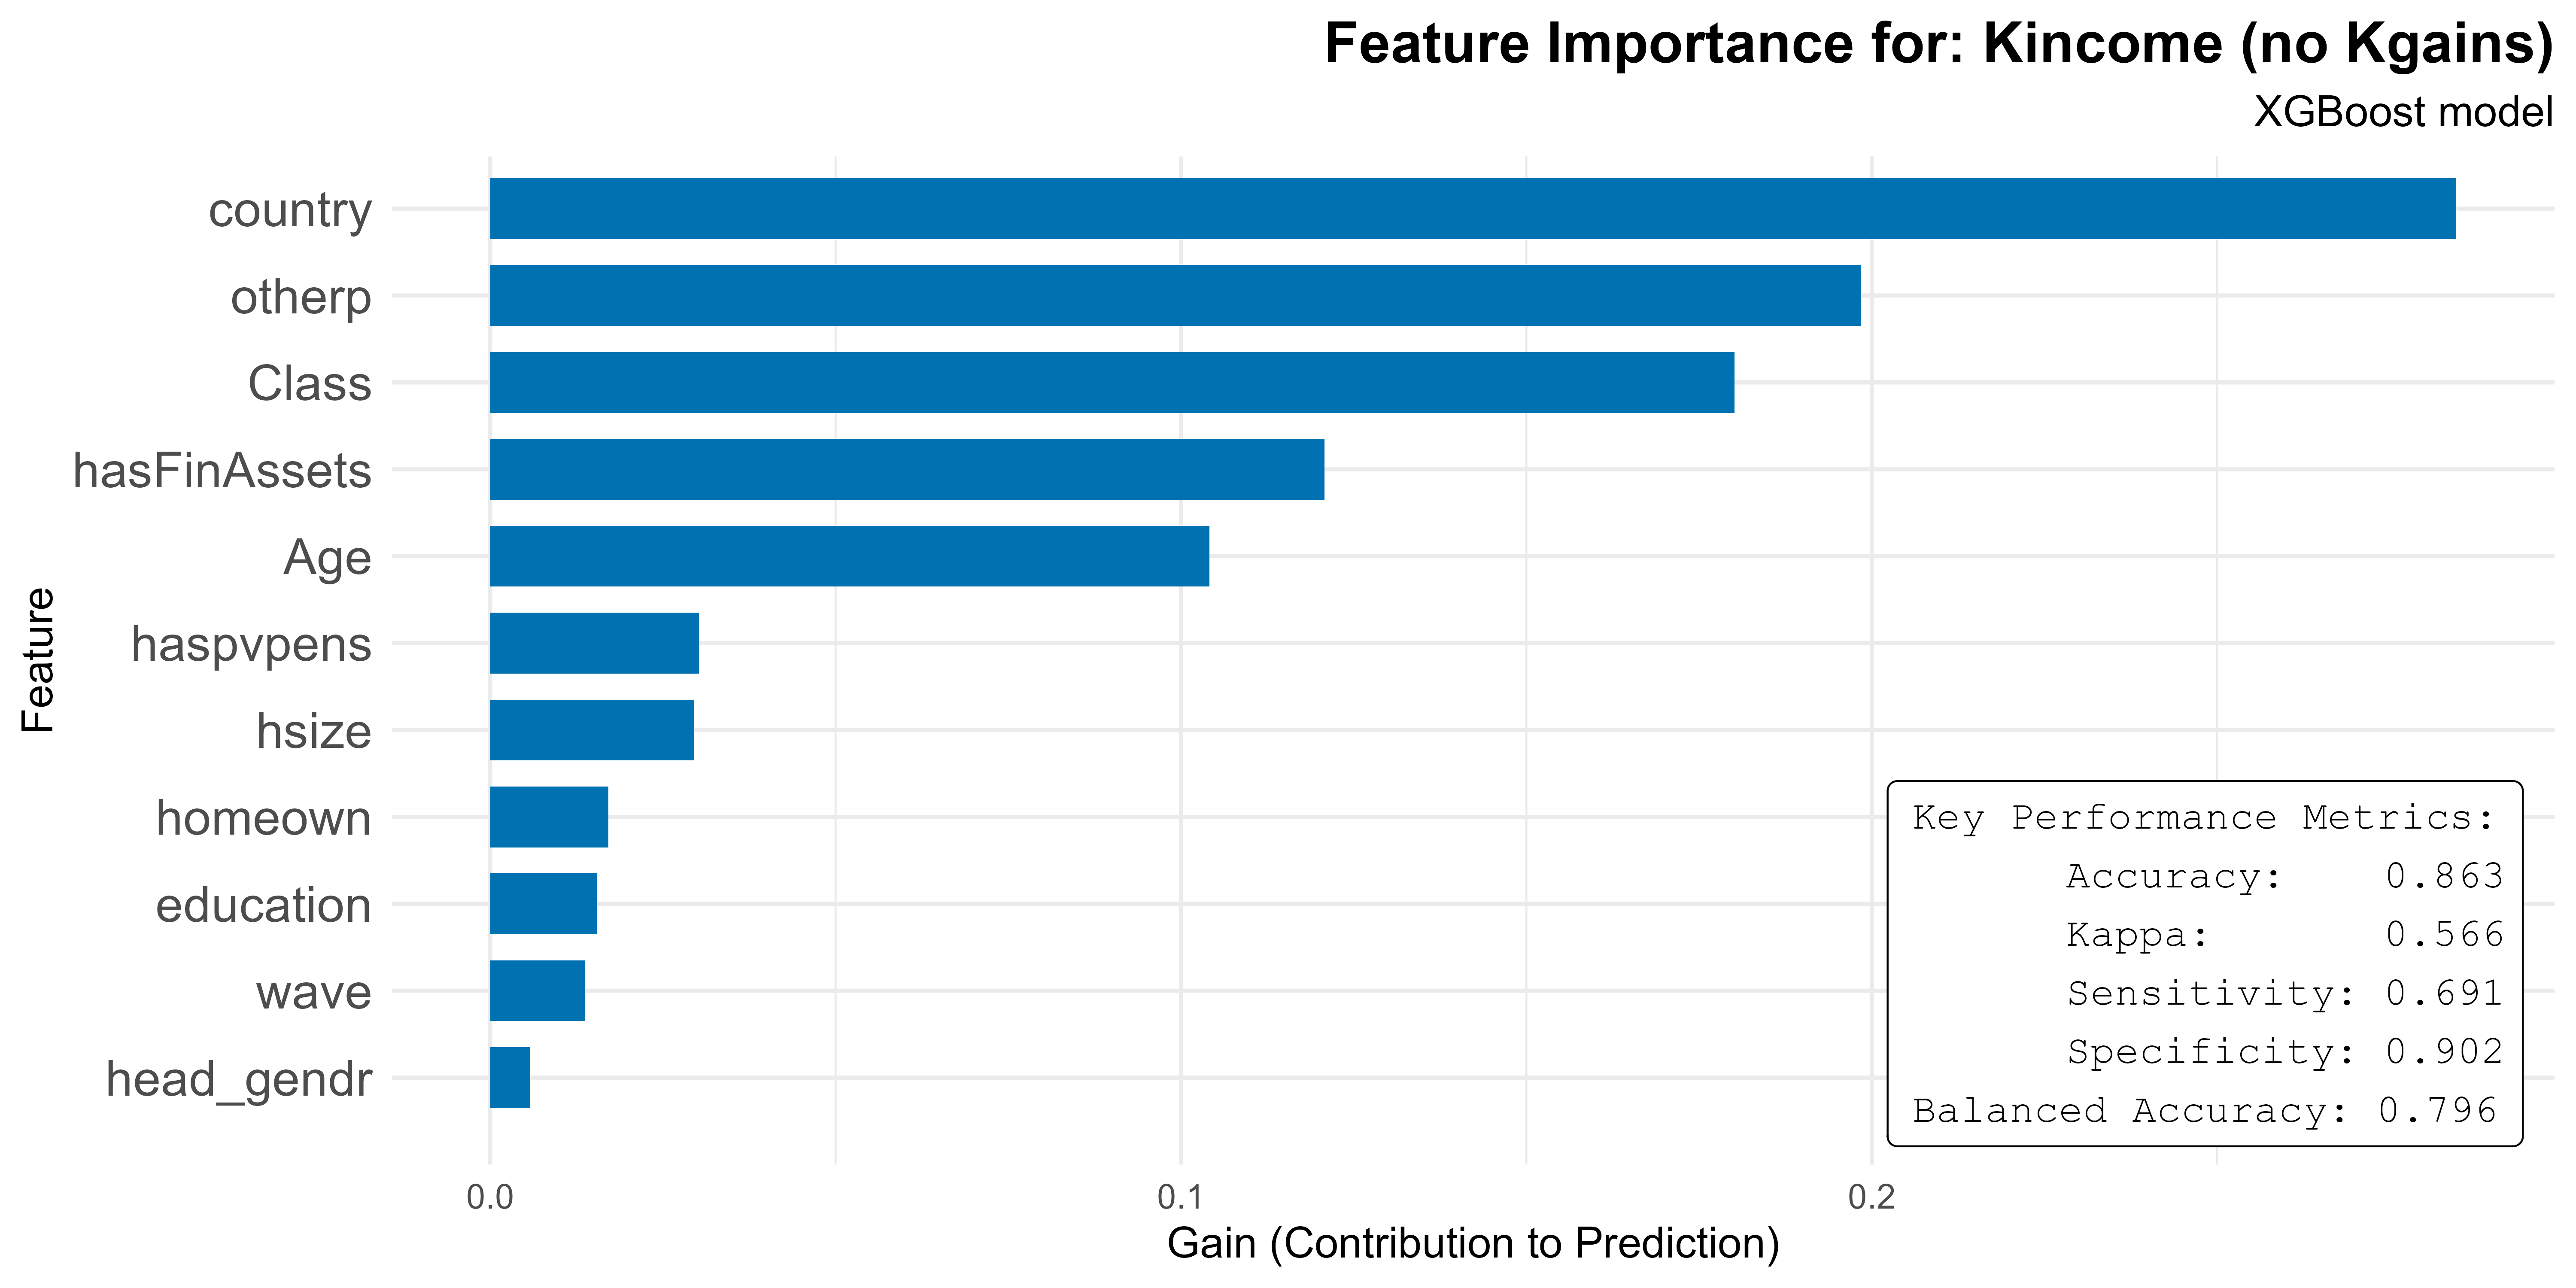 Feature Importance for: Kincome (no Kgains)
XGBoost model
Feature
country
otherp
Class
hasFinAssets
Age
haspvpens
hsize
homeown
education
wave
head_gendr
Key Performance Metrics:
Accuracy: 0.863
Kappa: 0.566
Sensitivity: 0.691
Specificity: 0.902
Balanced Accuracy: 0.796
0.0 0.1 0.2
Gain (Contribution to Prediction)